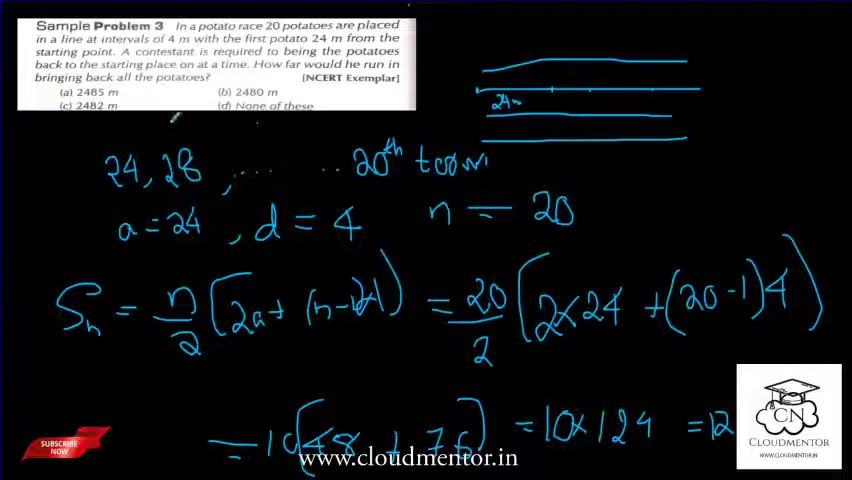 Sample Problem 3 In a potato race 20 potatoes are placed
in a line at intervals of 4 m with the first potato 24 m from the
starting point. A contestant is required to being the potatoes
back to the starting place on at a time. How far would he run in
bringing back all the potatoes? [NCERT Exemplar]
(a) 2485 m (b) 2480 m
(c) 2482 m (d) None of these
24m
24, 28, .... .. 20th
a = 24, d = 4 n = 20
Sn = n/2 (2a + (n-1) = 20/2 (2×24 + (20-1)4)
= 10(48 + 76) = 10×124 = 12
SUBSCRIBE
NOW
www.cloudmentor.in
CN
CLOUDMENTOR
WWW.CLOUDMENTOR.IN